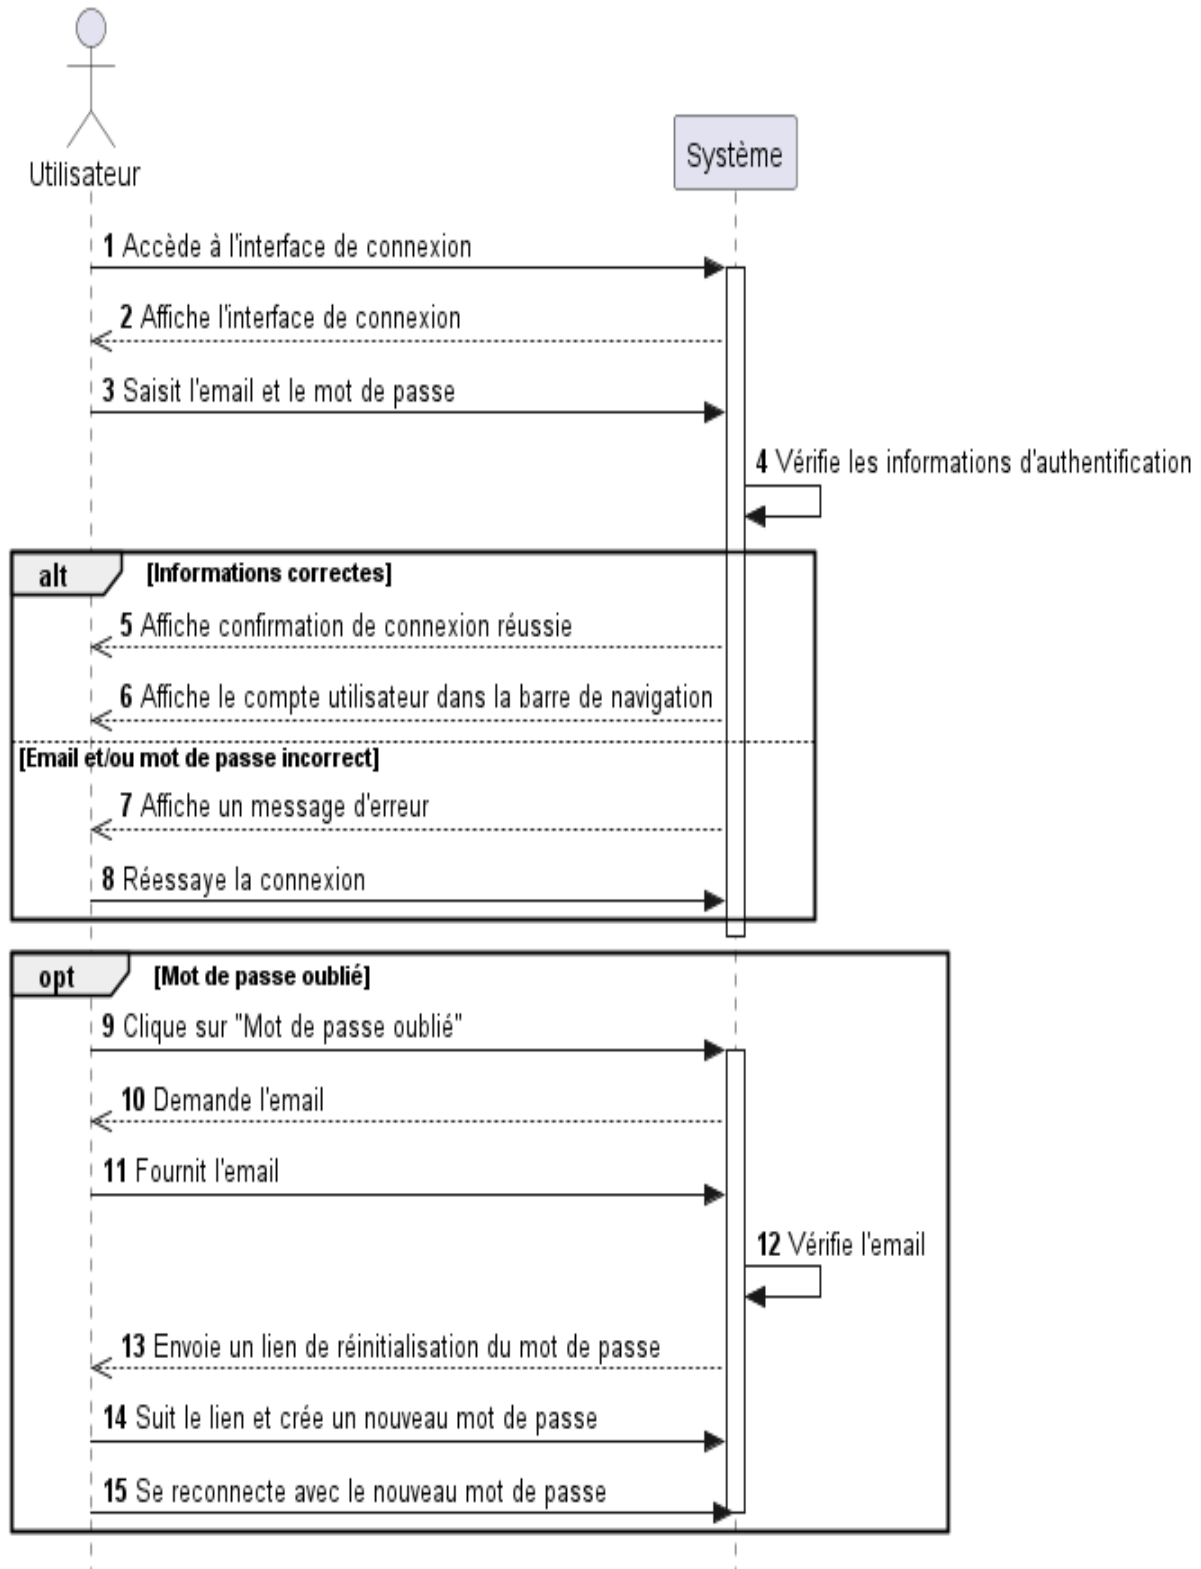 Utilisateur
Système
1 Accède à l'interface de connexion
2 Affiche l'interface de connexion
3 Saisit l'email et le mot de passe
4 Vérifie les informations d'authentification
alt [Informations correctes]
5 Affiche confirmation de connexion réussie
6 Affiche le compte utilisateur dans la barre de navigation
[Email et/ou mot de passe incorrect]
7 Affiche un message d'erreur
8 Réessaye la connexion
opt [Mot de passe oublié]
9 Clique sur "Mot de passe oublié"
10 Demande l'email
11 Fournit l'email
12 Vérifie l'email
13 Envoie un lien de réinitialisation du mot de passe
14 Suit le lien et crée un nouveau mot de passe
15 Se reconnecte avec le nouveau mot de passe